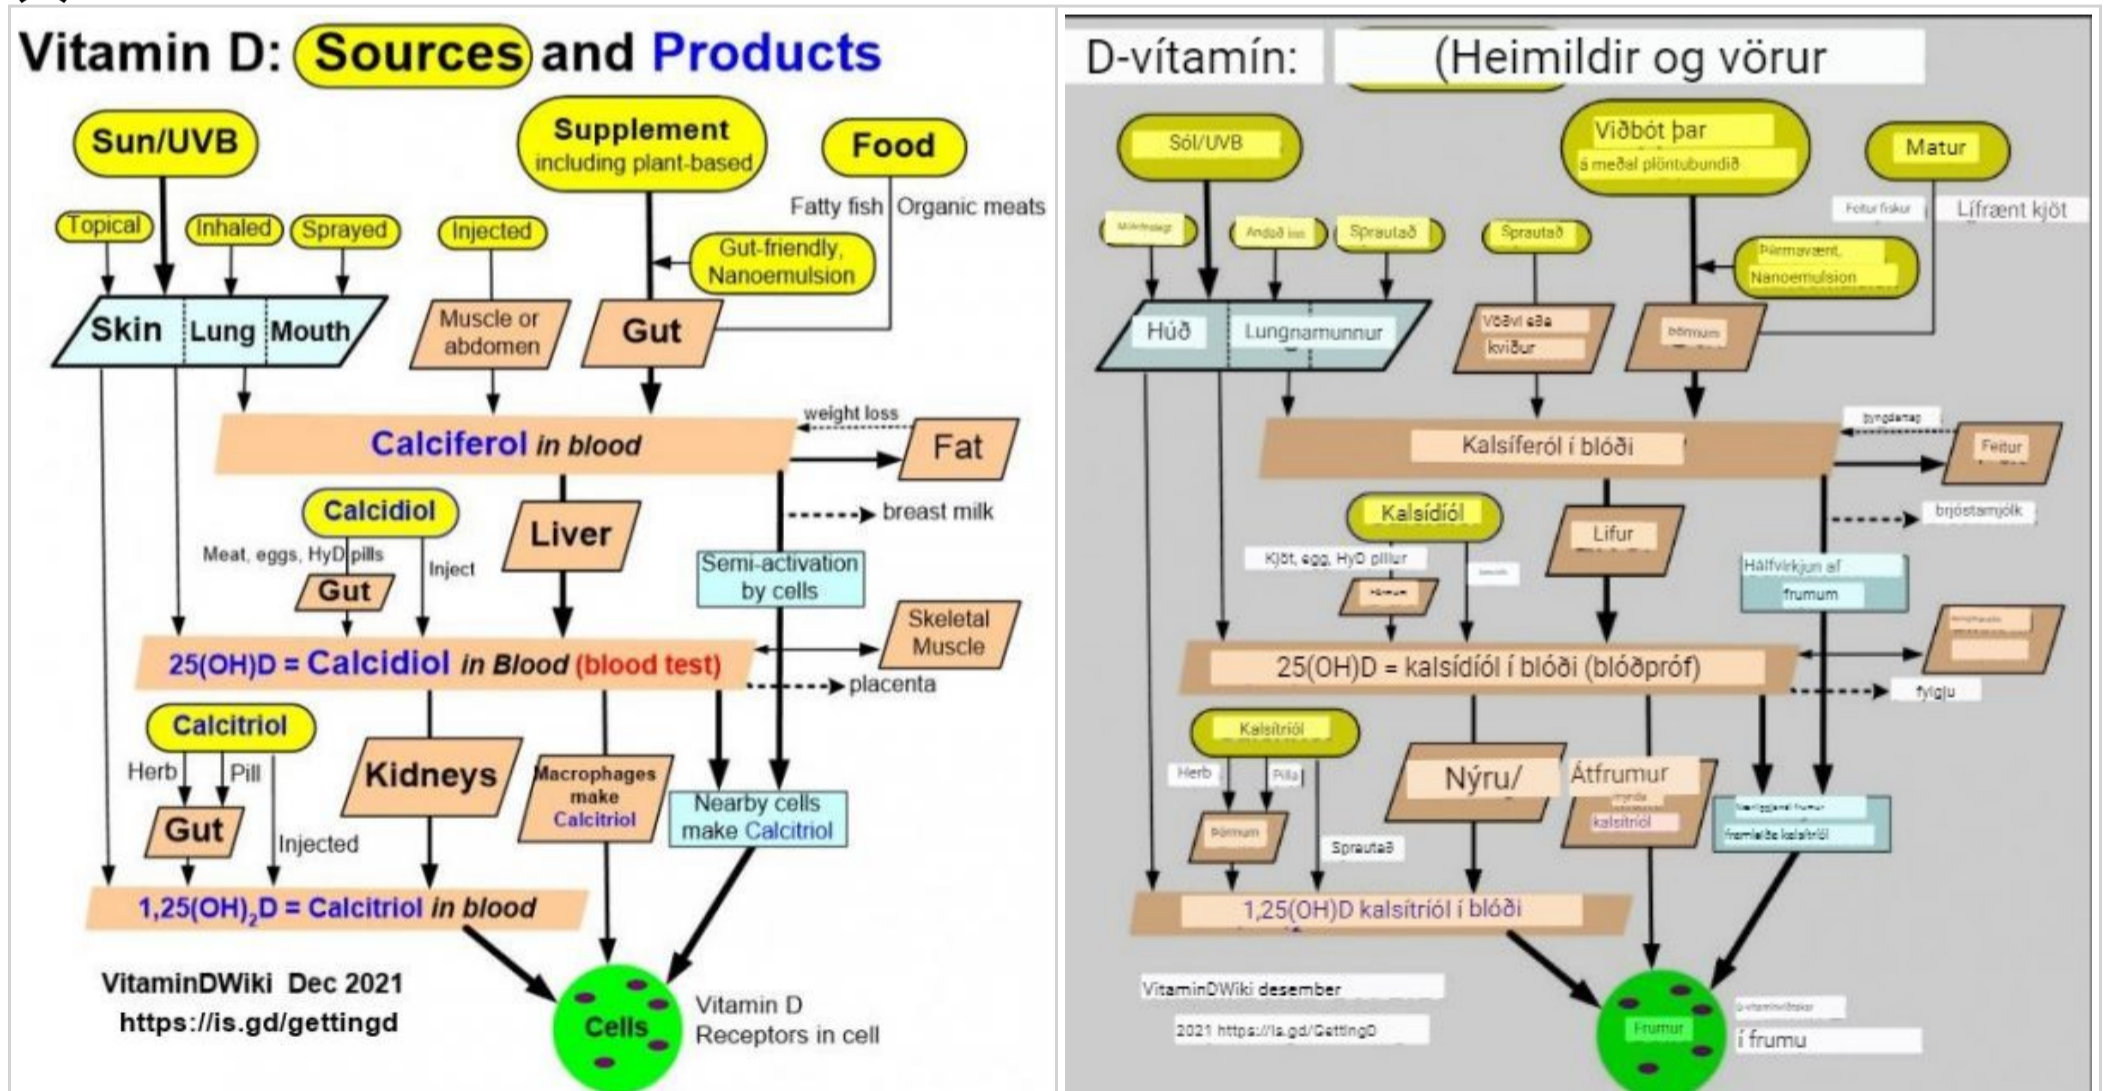 Vitamin D: Sources and Products
Sun/UVB
Supplement
including plant-based
Food
Fatty fish
Organic meats
Topical
Inhaled
Sprayed
Injected
Gut-friendly,
Nanoemulsion
Skin
Lung
Mouth
Muscle or
abdomen
Gut
Calciferol in blood
weight loss
Fat
Calcidiol
Liver
breast milk
Meat, eggs, HyD pills
Inject
Gut
Semi-activation
by cells
Skeletal
Muscle
25(OH)D = Calcidiol in Blood (blood test)
placenta
Calcitriol
Herb
Pill
Kidneys
Macrophages
make
Calcitriol
Nearby cells
make Calcitriol
Gut
Injected
1,25(OH)2D = Calcitriol in blood
VitaminDWiki Dec 2021
https://is.gd/gettingd
Cells
Vitamin D
Receptors in cell
D-vítamín:
(Heimildir og vörur
Sól/UVB
Viðbót þar
á meðal plöntubundið
Matur
Feitur fiskur
Lífrænt kjöt
Andað inn
Sprautað
Sprautað
Þörmavænt,
Nanoemulsion
Húð
Lungnamunnur
Vöðvi eða
kviður
þörmum
Kalsíferól í blóði
þyngdartap
Feitur
Kalsídíól
Lifur
brjóstamjólk
Kjöt, egg, HyD pillur
Þörmum
Hálfvirkjun af
frumum
25(OH)D = kalsídíól í blóði (blóðpróf)
fylgju
Kalsítríól
Herb
Pilla
Nýru/
Átfrumur
mynda
kalsítríól
Nærliggjandi frumur
framleiða kalsítríól
Þörmum
Sprautað
1,25(OH)D kalsítríól í blóði
VitaminDWiki desember
2021 https://is.gd/GettingD
Frumur
D-vítamínviðtakar
í frumu